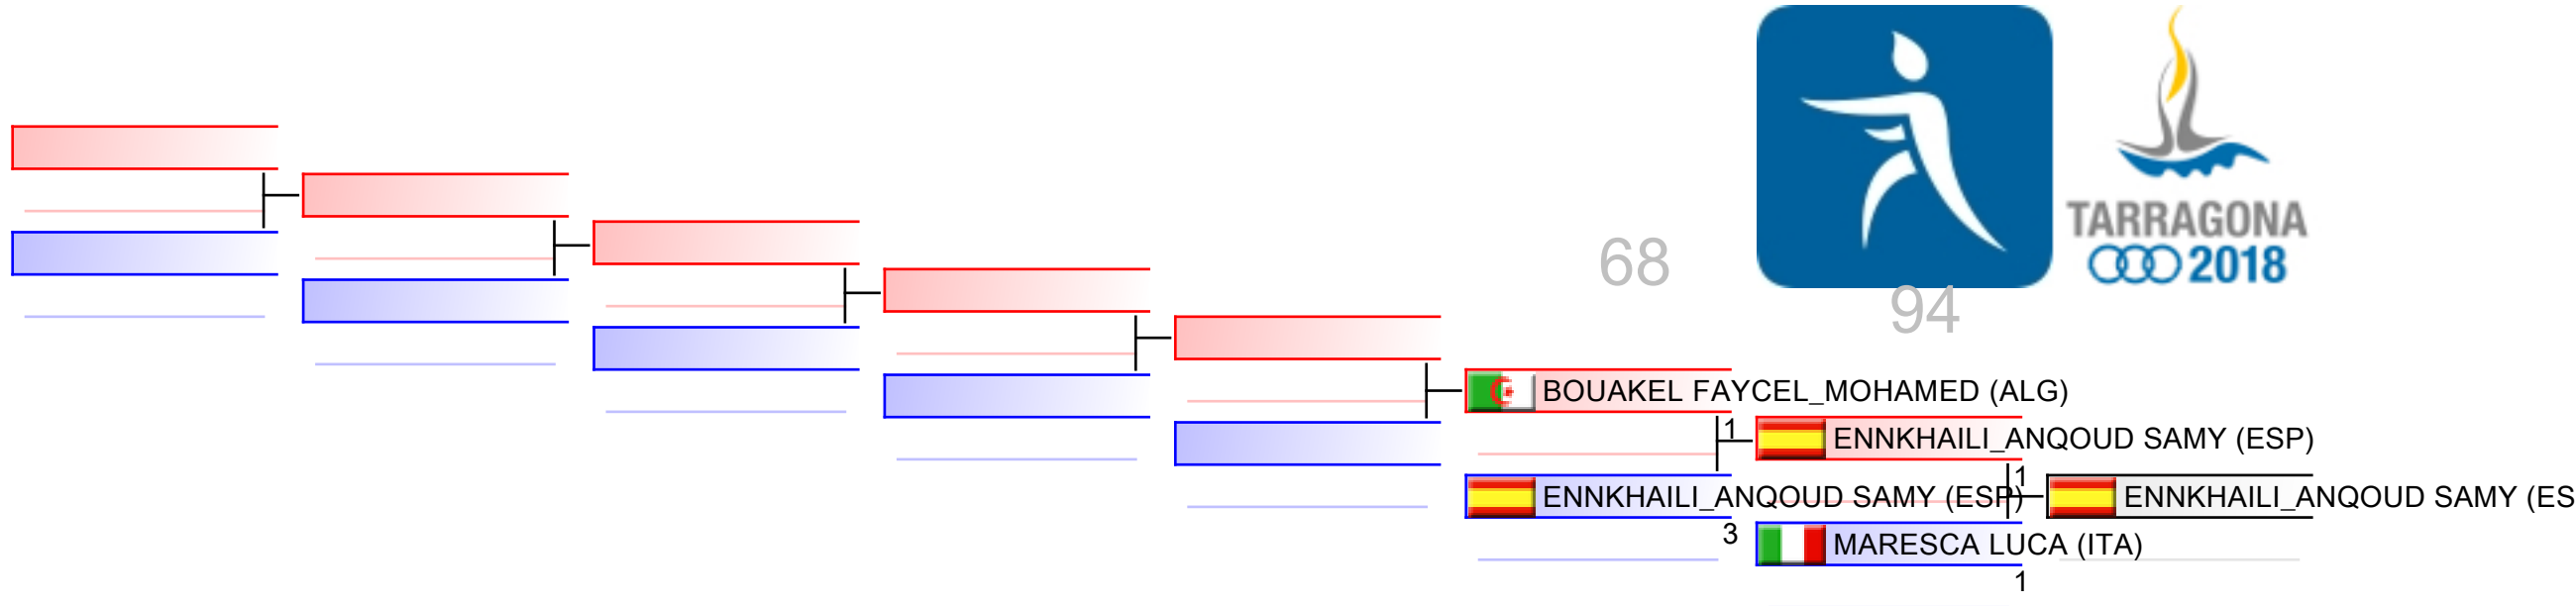 TARRAGONA
2018
68
94
BOUAKEL FAYCEL_MOHAMED (ALG)
1
ENNKHAILI_ANQOUD SAMY (ESP)
1
ENNKHAILI_ANQOUD SAMY (ESP)
ENNKHAILI_ANQOUD SAMY (ES
3
MARESCA LUCA (ITA)
1